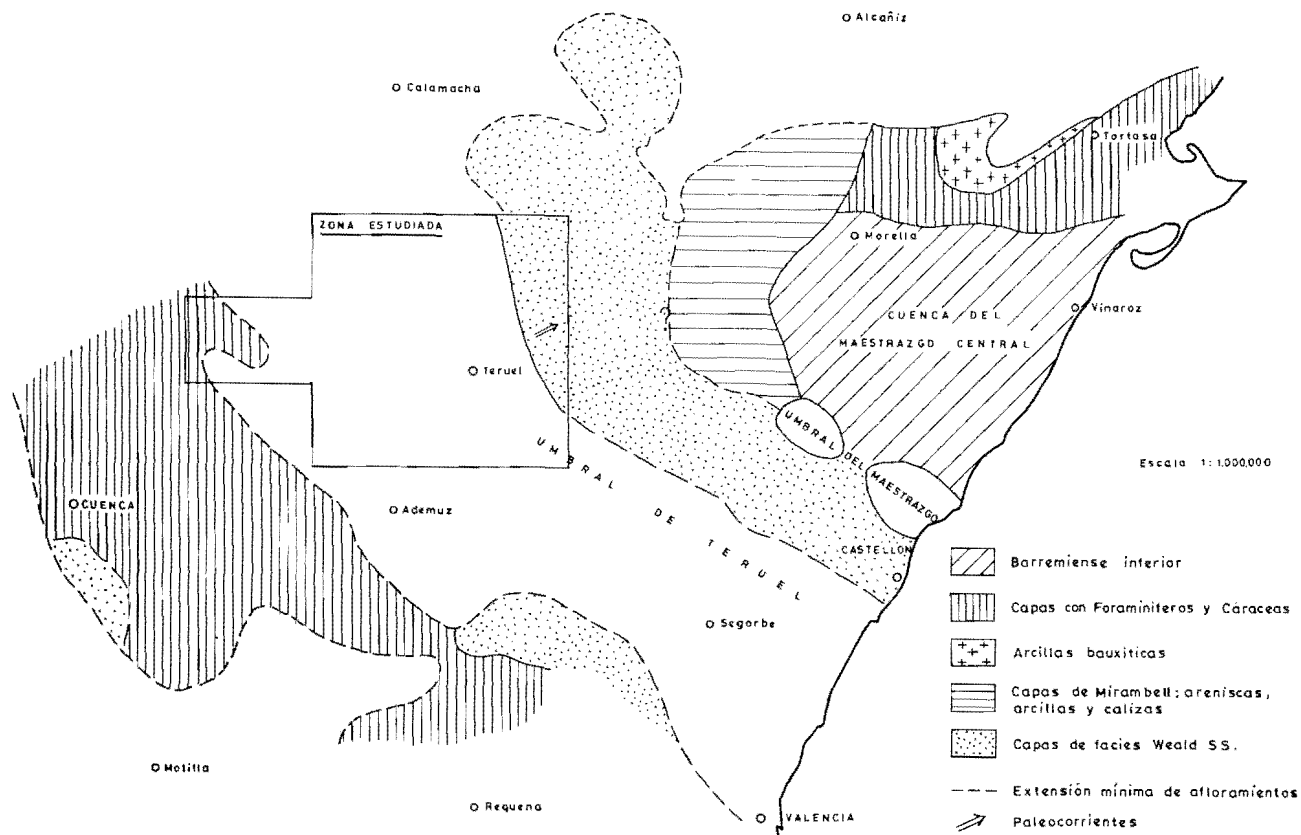 Alcañiz
Calamacha
Tortosa
ZONA ESTUDIADA
Morella
CUENCA DEL
MAESTRAZGO CENTRAL
Vinaroz
Teruel
UMBRAL DEL MAESTRAZGO
Escala 1:1.000,000
UMBRAL DE TERUEL
CUENCA
Ademuz
CASTELLON
Segorbe
Motilla
Requena
VALENCIA
Barremiense inferior
Capas con Foraminiferos y Cáraceas
Arcillas bauxiticas
Capas de Mirambell; areniscas,
arcillas y calizas
Capas de facies Weald SS.
Extensión mínima de afloramientos
Paleocorrientes
?